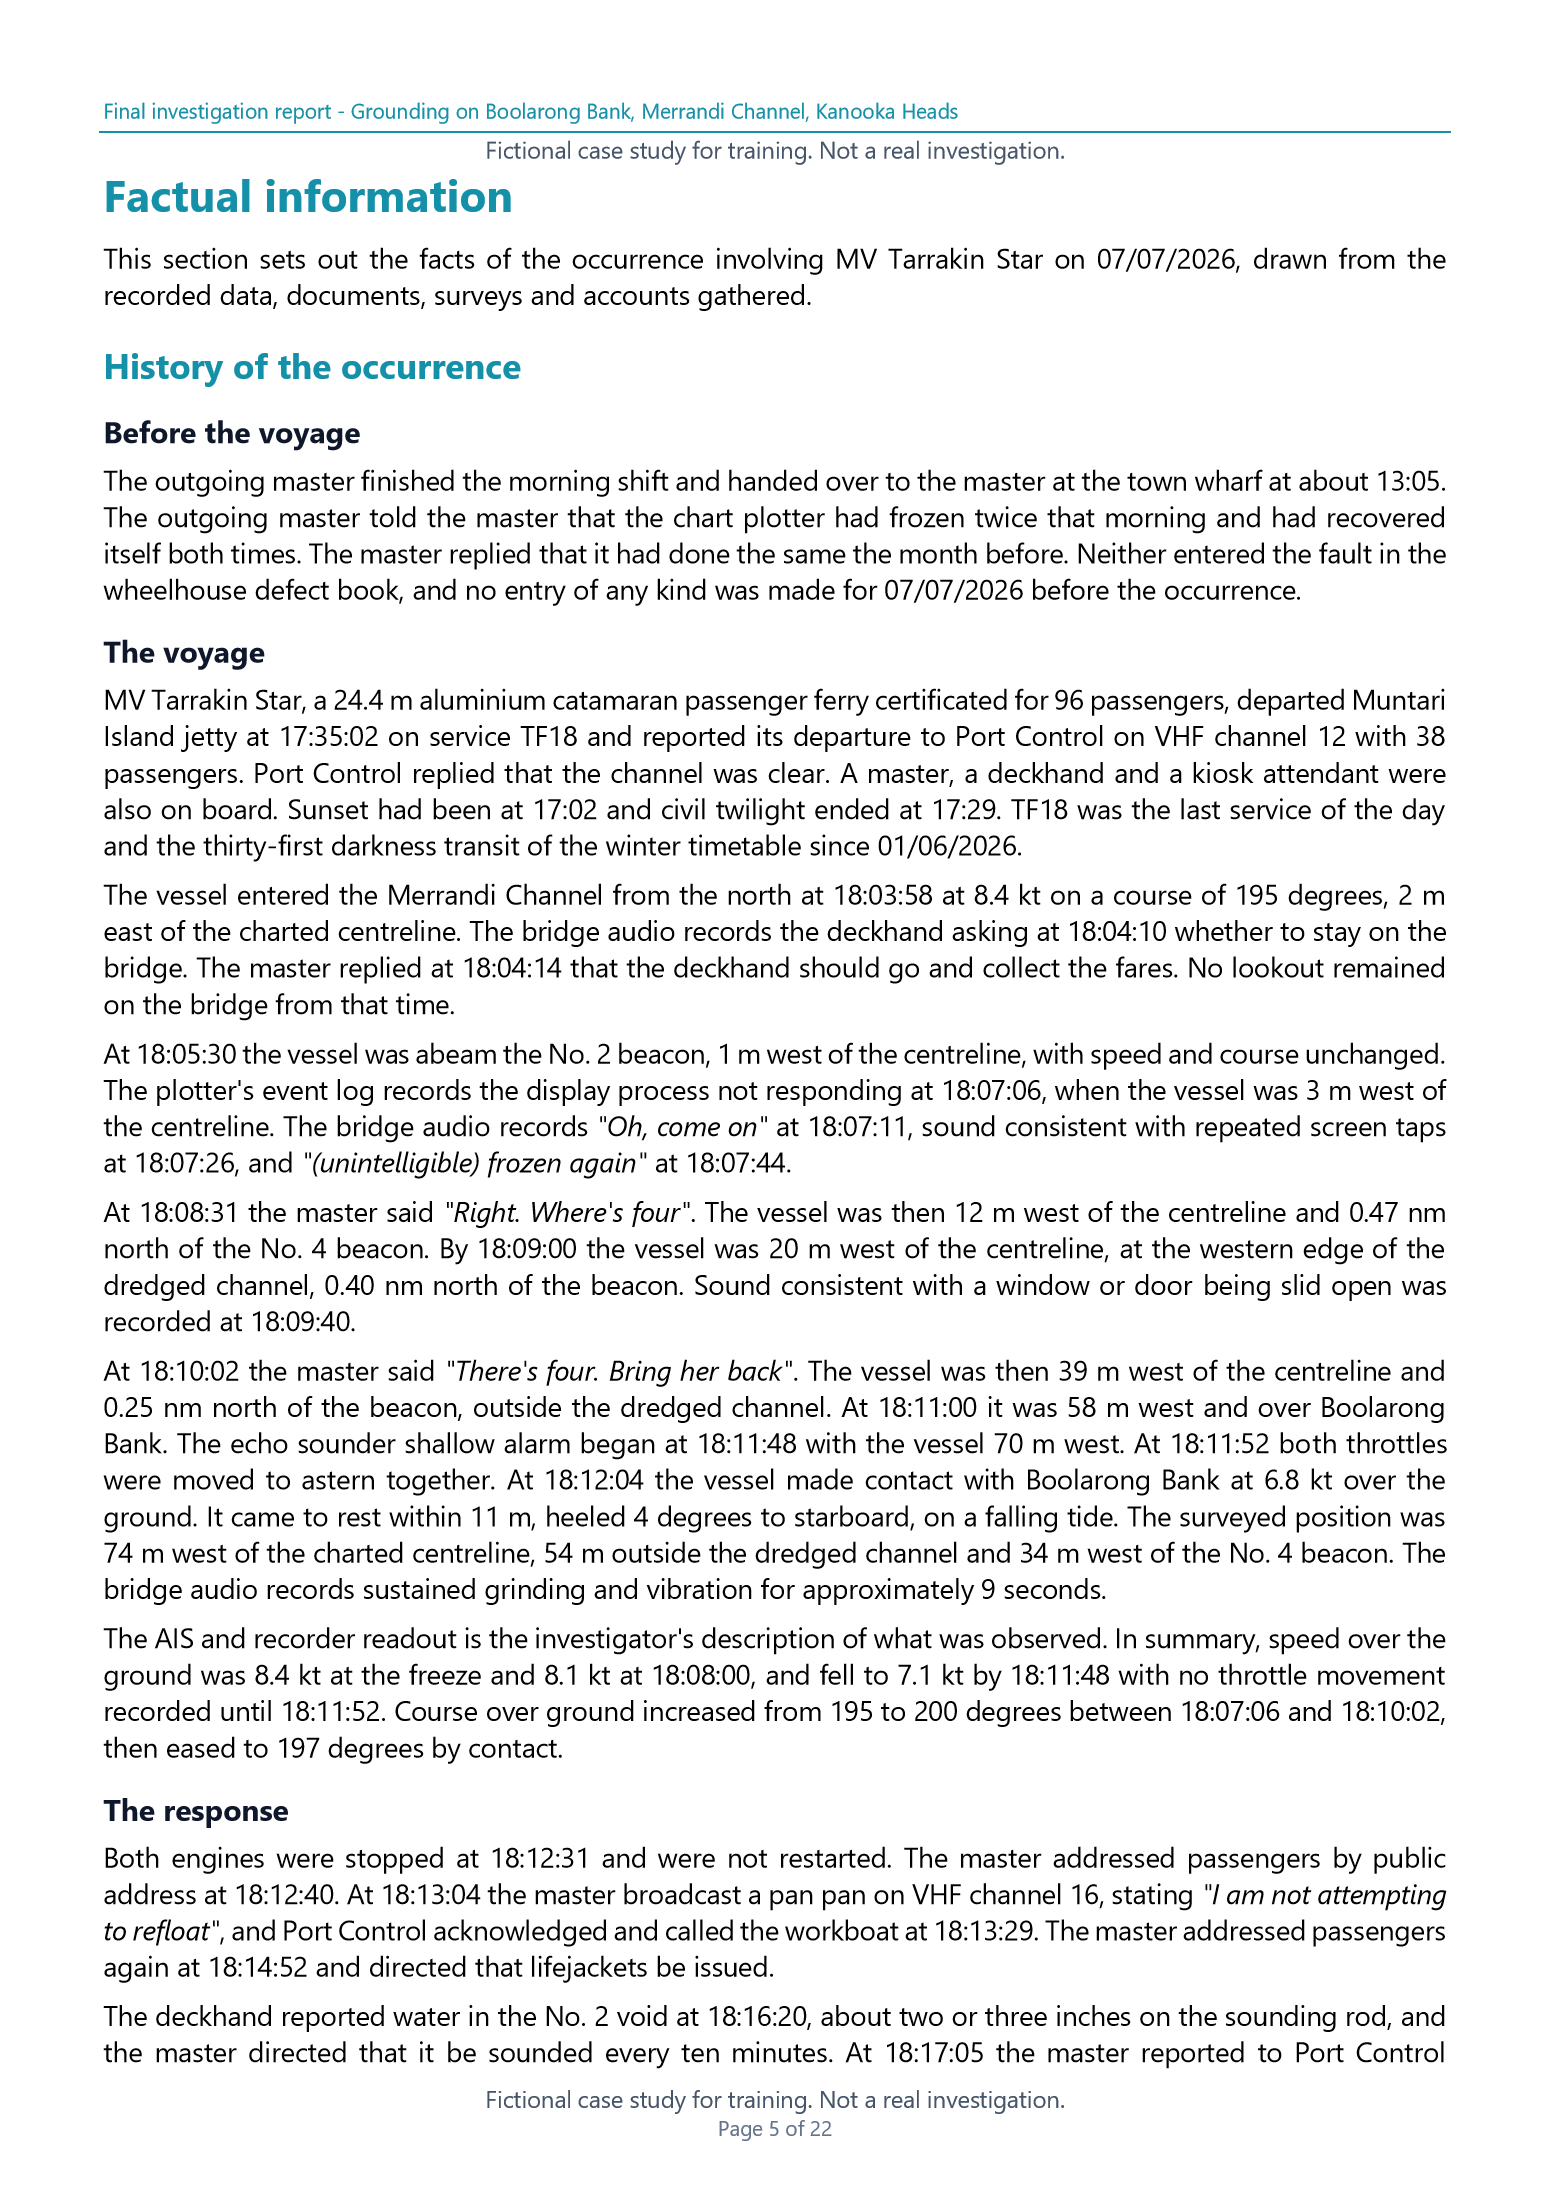 Final investigation report - Grounding on Boolarong Bank, Merrandi Channel, Kanooka Heads
Fictional case study for training. Not a real investigation.
Factual information
This section sets out the facts of the occurrence involving MV Tarrakin Star on 07/07/2026, drawn from the
recorded data, documents, surveys and accounts gathered.
History of the occurrence
Before the voyage
The outgoing master finished the morning shift and handed over to the master at the town wharf at about 13:05.
The outgoing master told the master that the chart plotter had frozen twice that morning and had recovered
itself both times. The master replied that it had done the same the month before. Neither entered the fault in the
wheelhouse defect book, and no entry of any kind was made for 07/07/2026 before the occurrence.
The voyage
MV Tarrakin Star, a 24.4 m aluminium catamaran passenger ferry certificated for 96 passengers, departed Muntari
Island jetty at 17:35:02 on service TF18 and reported its departure to Port Control on VHF channel 12 with 38
passengers. Port Control replied that the channel was clear. A master, a deckhand and a kiosk attendant were
also on board. Sunset had been at 17:02 and civil twilight ended at 17:29. TF18 was the last service of the day
and the thirty-first darkness transit of the winter timetable since 01/06/2026.
The vessel entered the Merrandi Channel from the north at 18:03:58 at 8.4 kt on a course of 195 degrees, 2 m
east of the charted centreline. The bridge audio records the deckhand asking at 18:04:10 whether to stay on the
bridge. The master replied at 18:04:14 that the deckhand should go and collect the fares. No lookout remained
on the bridge from that time.
At 18:05:30 the vessel was abeam the No. 2 beacon, 1 m west of the centreline, with speed and course unchanged.
The plotter's event log records the display process not responding at 18:07:06, when the vessel was 3 m west of
the centreline. The bridge audio records "Oh, come on" at 18:07:11, sound consistent with repeated screen taps
at 18:07:26, and "(unintelligible) frozen again" at 18:07:44.
At 18:08:31 the master said "Right. Where's four". The vessel was then 12 m west of the centreline and 0.47 nm
north of the No. 4 beacon. By 18:09:00 the vessel was 20 m west of the centreline, at the western edge of the
dredged channel, 0.40 nm north of the beacon. Sound consistent with a window or door being slid open was
recorded at 18:09:40.
At 18:10:02 the master said "There's four. Bring her back". The vessel was then 39 m west of the centreline and
0.25 nm north of the beacon, outside the dredged channel. At 18:11:00 it was 58 m west and over Boolarong
Bank. The echo sounder shallow alarm began at 18:11:48 with the vessel 70 m west. At 18:11:52 both throttles
were moved to astern together. At 18:12:04 the vessel made contact with Boolarong Bank at 6.8 kt over the
ground. It came to rest within 11 m, heeled 4 degrees to starboard, on a falling tide. The surveyed position was
74 m west of the charted centreline, 54 m outside the dredged channel and 34 m west of the No. 4 beacon. The
bridge audio records sustained grinding and vibration for approximately 9 seconds.
The AIS and recorder readout is the investigator's description of what was observed. In summary, speed over the
ground was 8.4 kt at the freeze and 8.1 kt at 18:08:00, and fell to 7.1 kt by 18:11:48 with no throttle movement
recorded until 18:11:52. Course over ground increased from 195 to 200 degrees between 18:07:06 and 18:10:02,
then eased to 197 degrees by contact.
The response
Both engines were stopped at 18:12:31 and were not restarted. The master addressed passengers by public
address at 18:12:40. At 18:13:04 the master broadcast a pan pan on VHF channel 16, stating "I am not attempting
to refloat", and Port Control acknowledged and called the workboat at 18:13:29. The master addressed passengers
again at 18:14:52 and directed that lifejackets be issued.
The deckhand reported water in the No. 2 void at 18:16:20, about two or three inches on the sounding rod, and
the master directed that it be sounded every ten minutes. At 18:17:05 the master reported to Port Control
Fictional case study for training. Not a real investigation.
Page 5 of 22